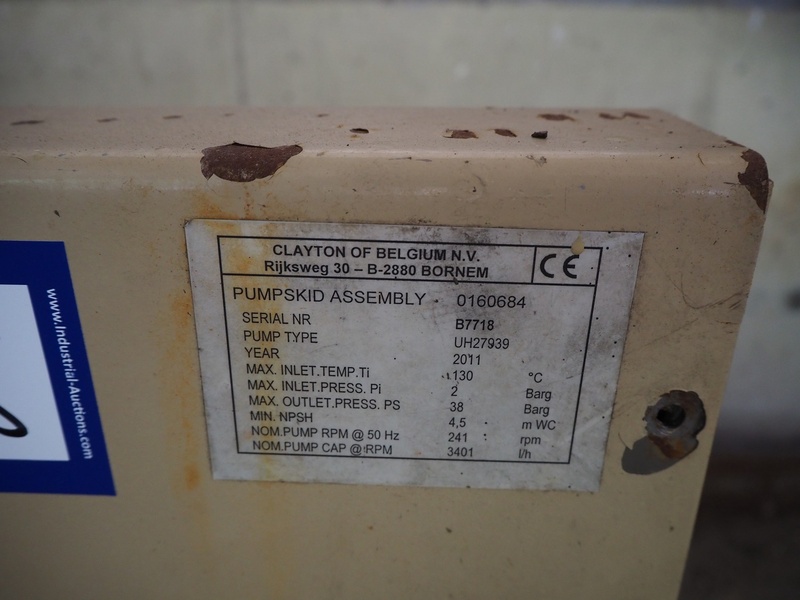 CLAYTON OF BELGIUM N.V.
Rijksweg 30 – B-2880 BORNEM
CE
PUMPSKID ASSEMBLY 0160684
SERIAL NR B7718
PUMP TYPE UH27939
YEAR 2011
MAX. INLET.TEMP.Ti 130 °C
MAX. INLET.PRESS. Pi 2 Barg
MAX. OUTLET.PRESS. PS 38 Barg
MIN. NPSH 4,5 m WC
NOM.PUMP RPM @ 50 Hz 241 rpm
NOM.PUMP CAP @ RPM 3401 l/h
www.Industrial-Auctions.com